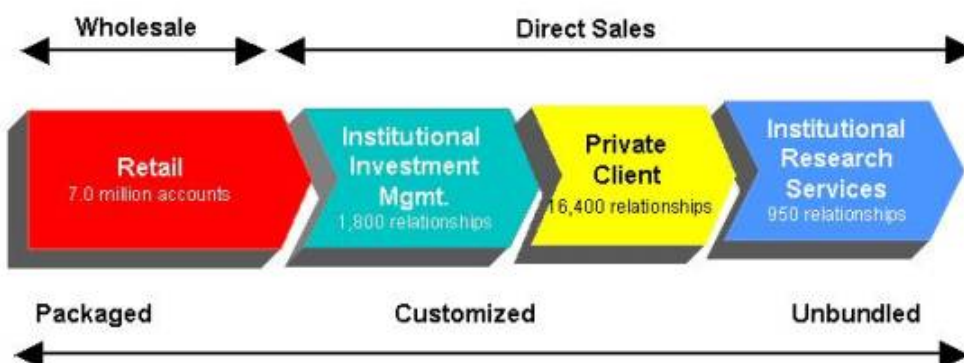 Wholesale
Direct Sales
Retail
7.0 million accounts
Institutional
Investment
Mgmt.
1,800 relationships
Private
Client
16,400 relationships
Institutional
Research
Services
950 relationships
Packaged
Customized
Unbundled